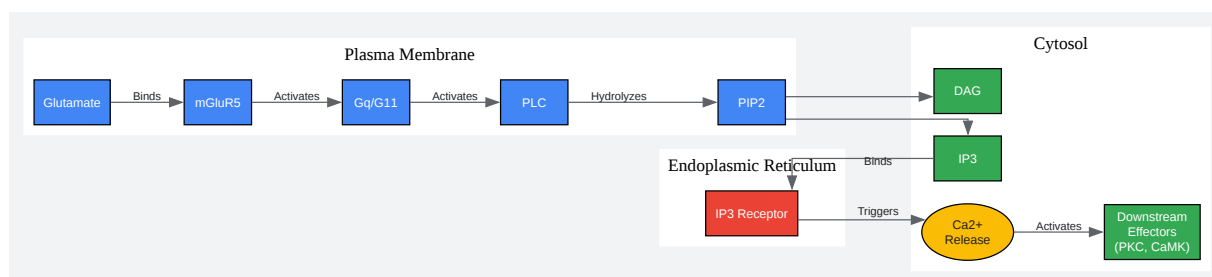 Plasma Membrane
Glutamate
Binds
mGluR5
Activates
Gq/G11
Activates
PLC
Hydrolyzes
PIP2
Cytosol
DAG
IP3
Binds
Endoplasmic Reticulum
IP3 Receptor
Triggers
Ca2+
Release
Activates
Downstream
Effectors
(PKC, CaMK)